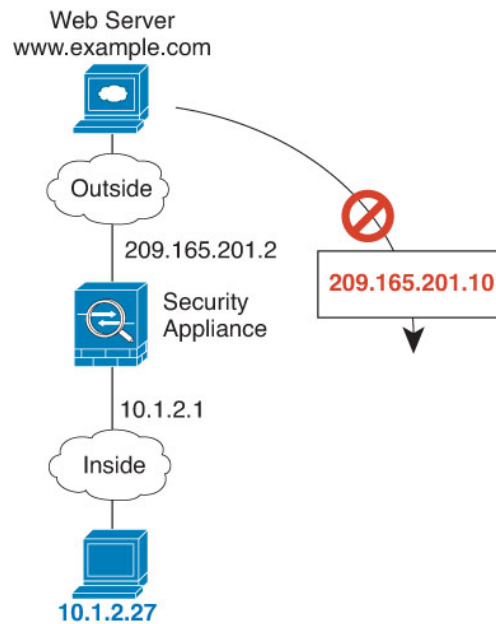 Web Server
www.example.com
Outside
209.165.201.2
209.165.201.10
Security
Appliance
10.1.2.1
Inside
10.1.2.27